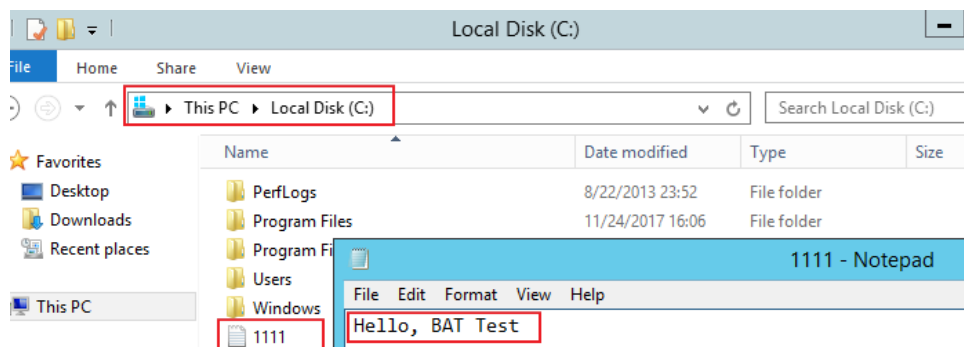 Local Disk (C:)
File Home Share View
This PC Local Disk (C:) Search Local Disk (C:)
Name Date modified Type Size
Favorites
Desktop PerfLogs 8/22/2013 23:52 File folder
Downloads Program Files 11/24/2017 16:06 File folder
Recent places Program Fi
Users 1111 - Notepad
This PC Windows File Edit Format View Help
1111 Hello, BAT Test